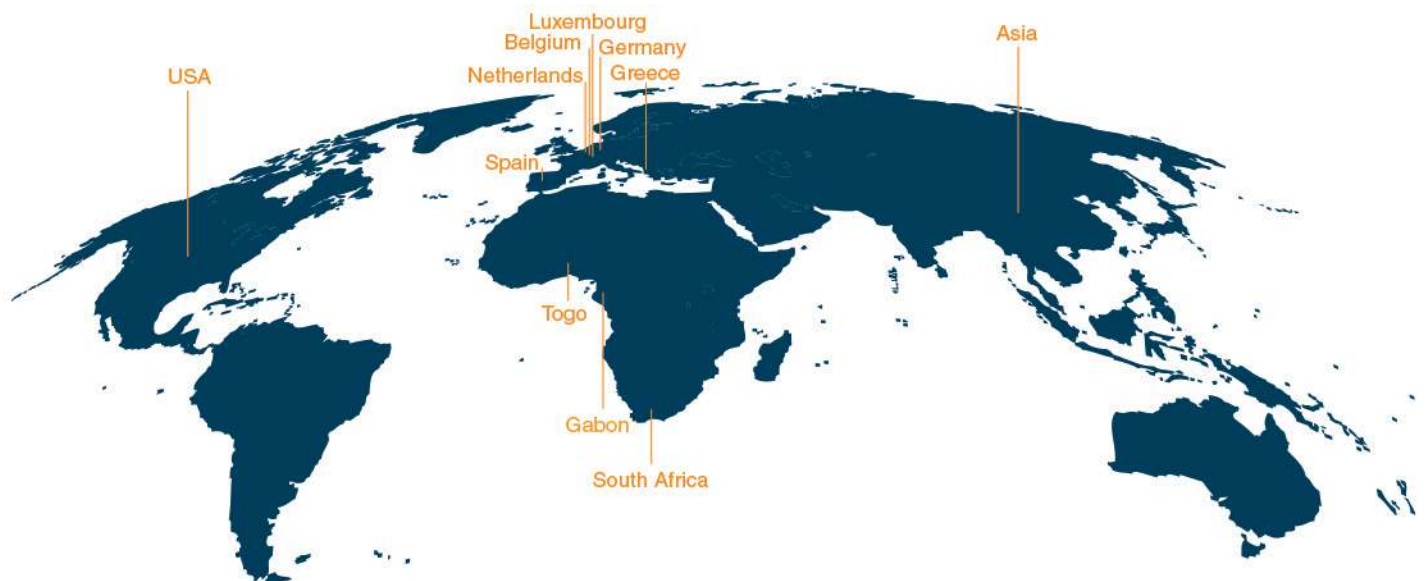 Luxembourg
Belgium
Germany
Asia
USA
Netherlands
Greece
Spain
Togo
Gabon
South Africa